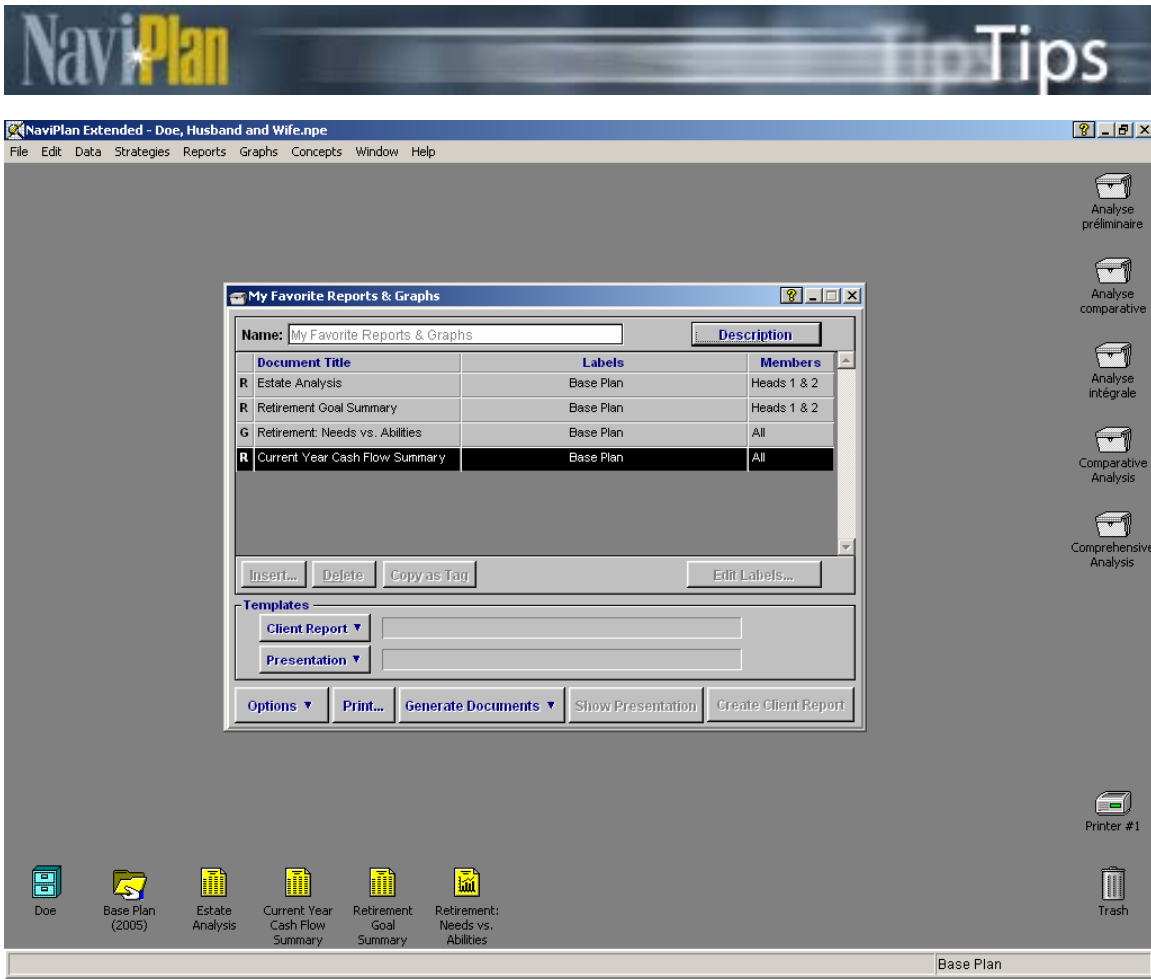 NaviPlan
TipTips
NaviPlan Extended - Doe, Husband and Wife.npe
File Edit Data Strategies Reports Graphs Concepts Window Help
Analyse
préliminaire
Analyse
comparative
Analyse
intégrale
Comparative
Analysis
Comprehensive
Analysis
My Favorite Reports & Graphs
Name: My Favorite Reports & Graphs
Description
Document Title Labels Members
R Estate Analysis Base Plan Heads 1 & 2
R Retirement Goal Summary Base Plan Heads 1 & 2
G Retirement: Needs vs. Abilities Base Plan All
R Current Year Cash Flow Summary Base Plan All
Insert... Delete Copy as Tag Edit Labels...
Templates
Client Report
Presentation
Options Print... Generate Documents Show Presentation Create Client Report
Printer #1
Trash
Doe
Base Plan
(2005)
Estate
Analysis
Current Year
Cash Flow
Summary
Retirement
Goal
Summary
Retirement:
Needs vs.
Abilities
Base Plan